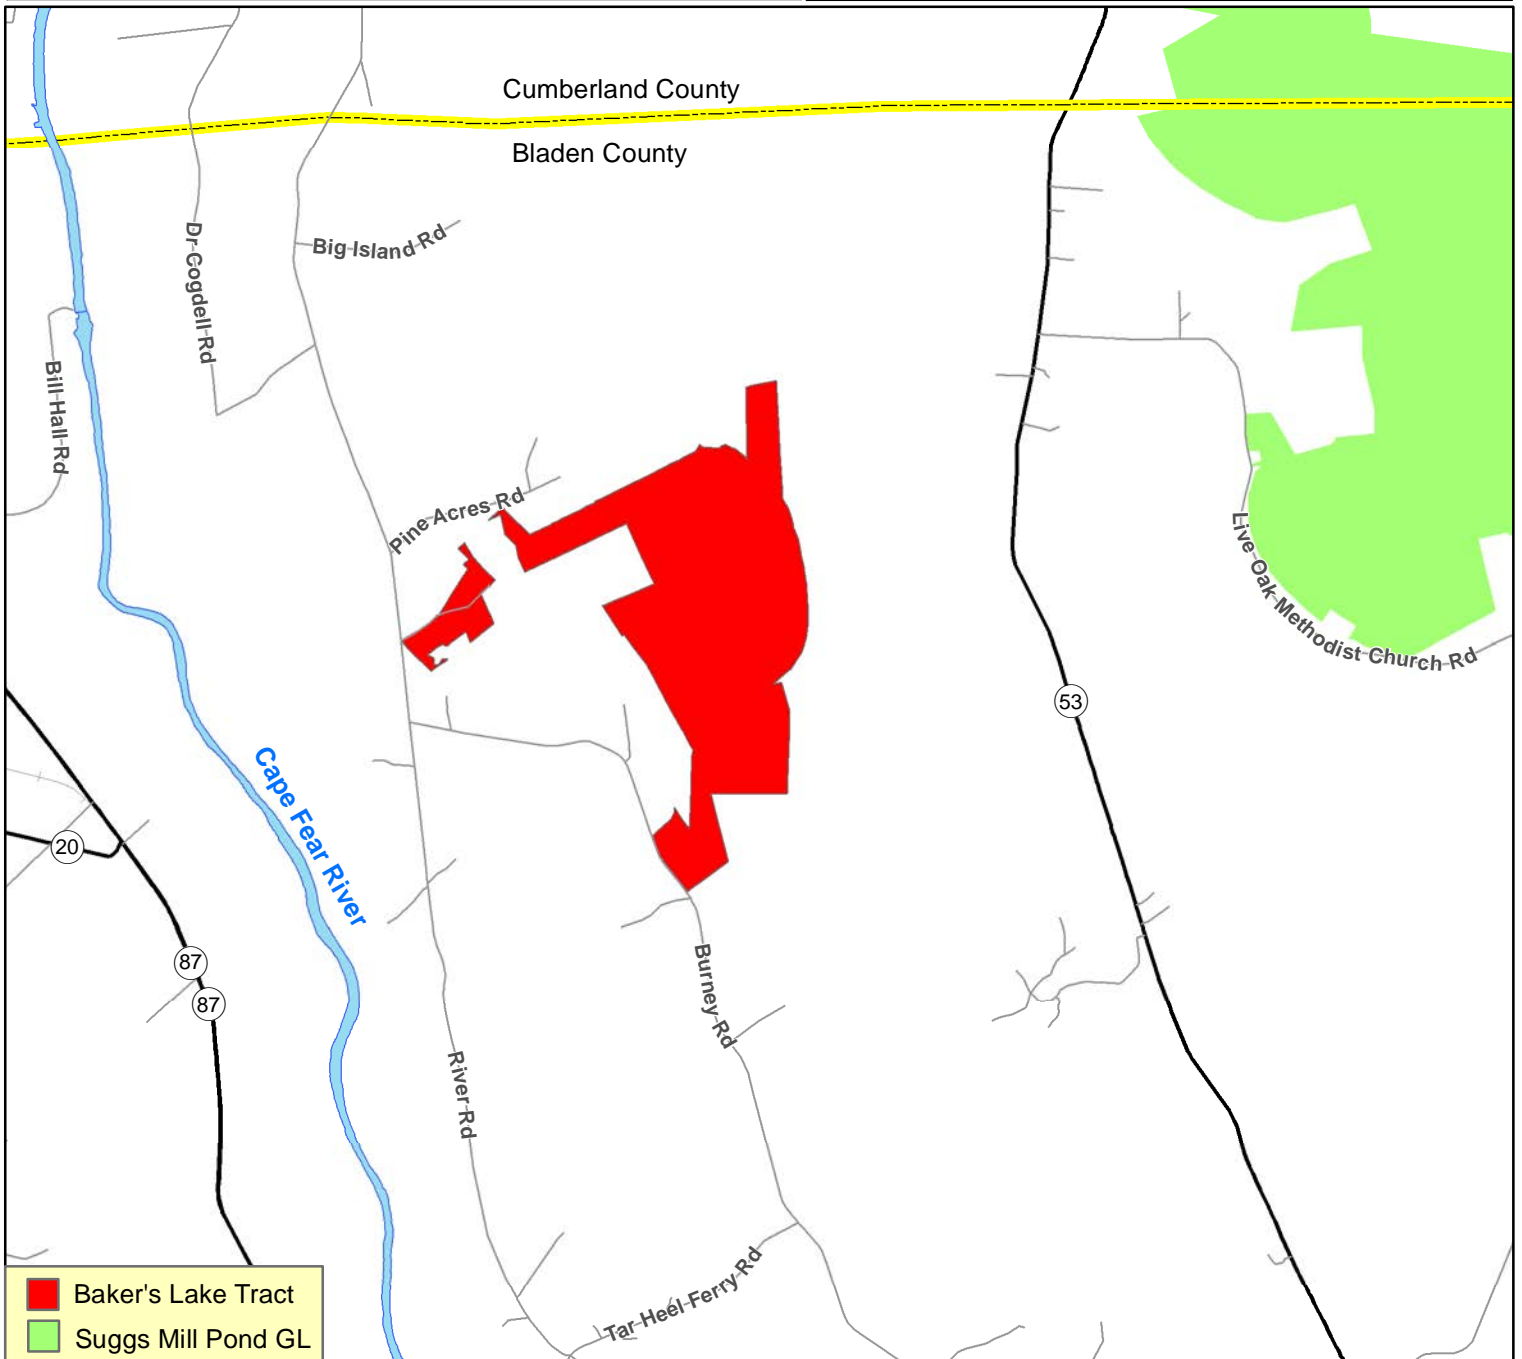 Cumberland County
Bladen County
Dr Cogdell Rd
Big Island Rd
Bill Hall Rd
Pine Acres Rd
Live Oak Methodist Church Rd
53
Cape Fear River
20
87
87
Burney Rd
River Rd
Tar Heel Ferry Rd
Baker's Lake Tract
Suggs Mill Pond GL